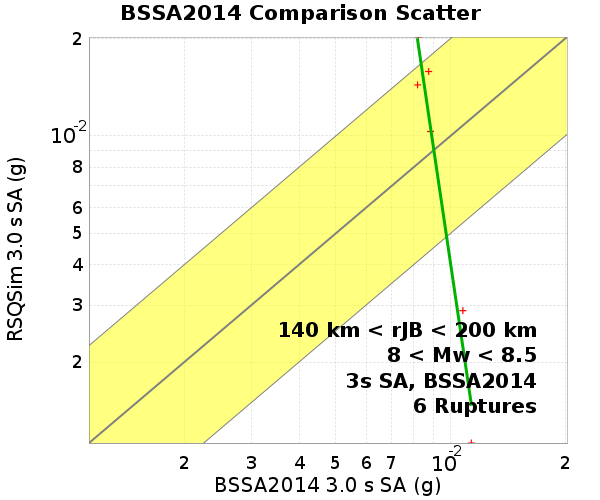 BSSA2014 Comparison Scatter
RSQSim 3.0 s SA (g)
2
10-2
8
6
5
4
3
2
140 km < rJB < 200 km
8 < Mw < 8.5
3s SA, BSSA2014
6 Ruptures
2 3 4 5 6 7 10-2 2
BSSA2014 3.0 s SA (g)